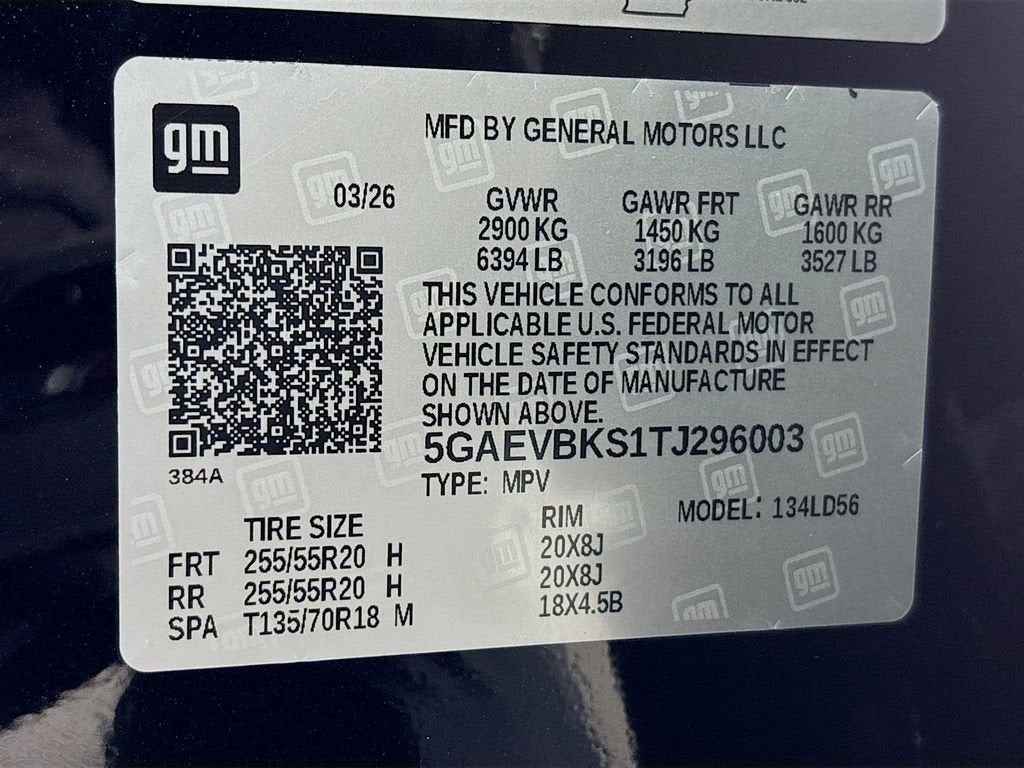 gm
MFD BY GENERAL MOTORS LLC
03/26
GVWR GAWR FRT GAWR RR
2900 KG 1450 KG 1600 KG
6394 LB 3196 LB 3527 LB
THIS VEHICLE CONFORMS TO ALL
APPLICABLE U.S. FEDERAL MOTOR
VEHICLE SAFETY STANDARDS IN EFFECT
ON THE DATE OF MANUFACTURE
SHOWN ABOVE.
5GAEVBKS1TJ296003
384A
TYPE: MPV
MODEL: 134LD56
TIRE SIZE RIM
FRT 255/55R20 H 20X8J
RR 255/55R20 H 20X8J
SPA T135/70R18 M 18X4.5B